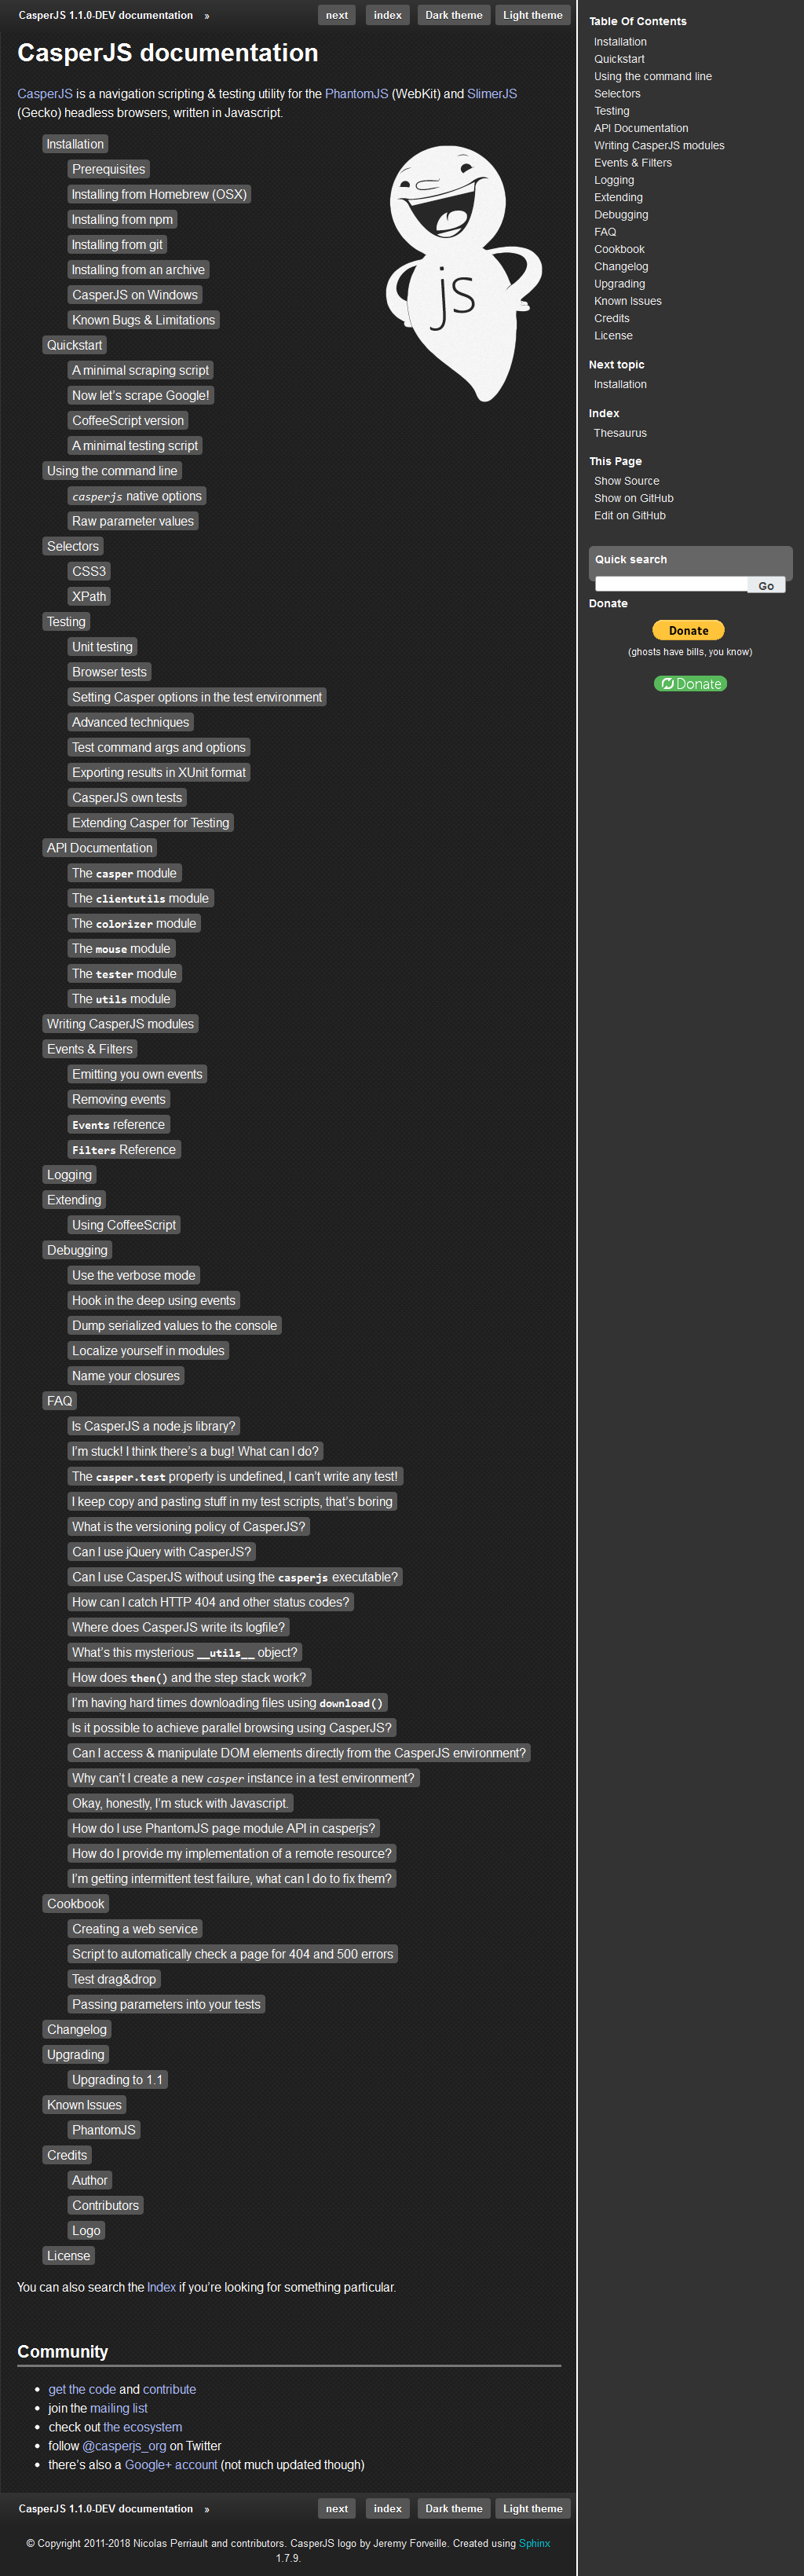 CasperJS 1.1.0-DEV documentation » next index Dark theme Light theme
CasperJS documentation
CasperJS is a navigation scripting & testing utility for the PhantomJS (WebKit) and SlimerJS
(Gecko) headless browsers, written in Javascript.
js
Installation
Prerequisites
Installing from Homebrew (OSX)
Installing from npm
Installing from git
Installing from an archive
CasperJS on Windows
Known Bugs & Limitations
Quickstart
A minimal scraping script
Now let’s scrape Google!
CoffeeScript version
A minimal testing script
Using the command line
casperjs native options
Raw parameter values
Selectors
CSS3
XPath
Testing
Unit testing
Browser tests
Setting Casper options in the test environment
Advanced techniques
Test command args and options
Exporting results in XUnit format
CasperJS own tests
Extending Casper for Testing
API Documentation
The casper module
The clientutils module
The colorizer module
The mouse module
The tester module
The utils module
Writing CasperJS modules
Events & Filters
Emitting you own events
Removing events
Events reference
Filters Reference
Logging
Extending
Using CoffeeScript
Debugging
Use the verbose mode
Hook in the deep using events
Dump serialized values to the console
Localize yourself in modules
Name your closures
FAQ
Is CasperJS a node.js library?
I’m stuck! I think there’s a bug! What can I do?
The casper.test property is undefined, I can’t write any test!
I keep copy and pasting stuff in my test scripts, that’s boring
What is the versioning policy of CasperJS?
Can I use jQuery with CasperJS?
Can I use CasperJS without using the casperjs executable?
How can I catch HTTP 404 and other status codes?
Where does CasperJS write its logfile?
What’s this mysterious __utils__ object?
How does then() and the step stack work?
I’m having hard times downloading files using download()
Is it possible to achieve parallel browsing using CasperJS?
Can I access & manipulate DOM elements directly from the CasperJS environment?
Why can’t I create a new casper instance in a test environment?
Okay, honestly, I’m stuck with Javascript.
How do I use PhantomJS page module API in casperjs?
How do I provide my implementation of a remote resource?
I’m getting intermittent test failure, what can I do to fix them?
Cookbook
Creating a web service
Script to automatically check a page for 404 and 500 errors
Test drag&drop
Passing parameters into your tests
Changelog
Upgrading
Upgrading to 1.1
Known Issues
PhantomJS
Credits
Author
Contributors
Logo
License
You can also search the Index if you’re looking for something particular.
Community
• get the code and contribute
• join the mailing list
• check out the ecosystem
• follow @casperjs_org on Twitter
• there’s also a Google+ account (not much updated though)
CasperJS 1.1.0-DEV documentation » next index Dark theme Light theme
© Copyright 2011-2018 Nicolas Perriault and contributors. CasperJS logo by Jeremy Forveille. Created using Sphinx
1.7.9.
Table Of Contents
Installation
Quickstart
Using the command line
Selectors
Testing
API Documentation
Writing CasperJS modules
Events & Filters
Logging
Extending
Debugging
FAQ
Cookbook
Changelog
Upgrading
Known Issues
Credits
License
Next topic
Installation
Index
Thesaurus
This Page
Show Source
Show on GitHub
Edit on GitHub
Quick search
Go
Donate
Donate
(ghosts have bills, you know)
Donate